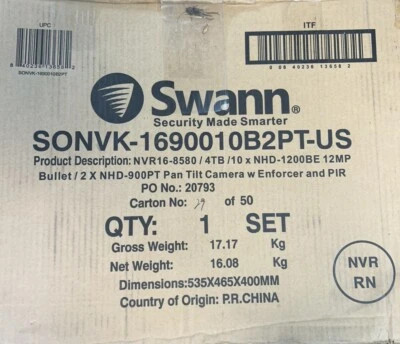 UPC
ITF
SONVK-1690010B2PT
Swann®
Security Made Smarter
SONVK-1690010B2PT-US
Product Description: NVR16-8580 / 4TB /10 x NHD-1200BE 12MP
Bullet / 2 X NHD-900PT Pan Tilt Camera w Enforcer and PIR
PO No.: 20793
Carton No.: of 50
QTY: 1 SET
Gross Weight: 17.17 Kg
Net Weight: 16.08 Kg
Dimensions:535X465X400MM
Country of Origin: P.R.CHINA
NVR
RN